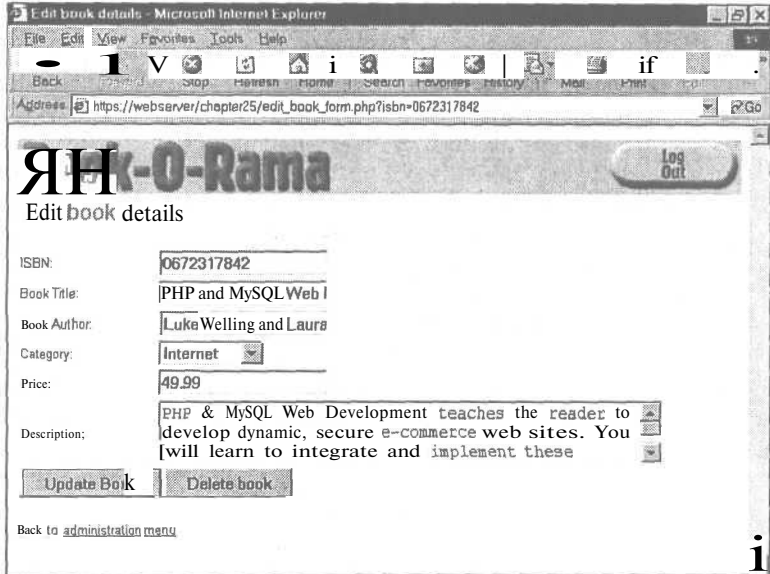 Edit book details - Microsoft Internet Explorer
File Edit View Favorites Tools Help
- 1 V i | if .»
Back Stop Refresh Home Search Favorites History Mail Print
Address https://webserver/chapter25/edit_book_form.php?isbn=0672317842 Go
ЯНk-O-Rama Log Out
Edit book details
ISBN: 0672317842
Book Title: PHP and MySQL Web
Book Author: Luke Welling and Laura
Category: Internet
Price: 49.99
Description; PHP & MySQL Web Development teaches the reader to
develop dynamic, secure e-commerce web sites. You
[will learn to integrate and implement these
Update Book Delete book
Back to administration menu
i